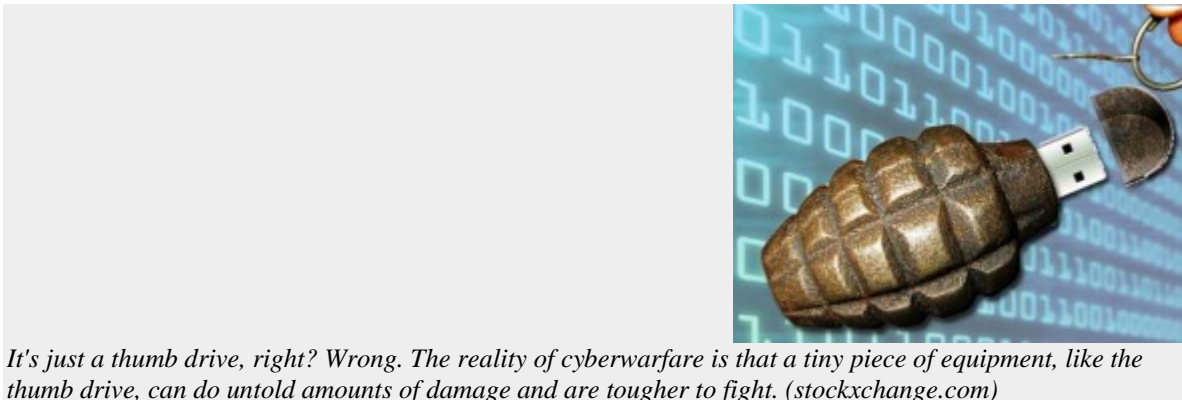 It's just a thumb drive, right? Wrong. The reality of cyberwarfare is that a tiny piece of equipment, like the
thumb drive, can do untold amounts of damage and are tougher to fight. (stockxchange.com)